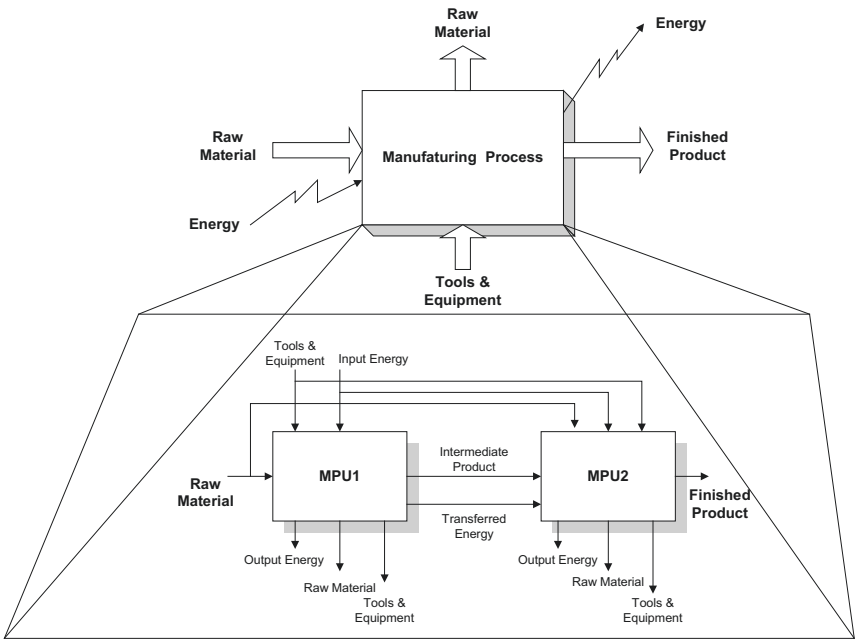 Raw
Material
Energy
Raw
Material
Manufaturing Process
Finished
Product
Energy
Tools &
Equipment
Tools &
Equipment
Input Energy
Raw
Material
MPU1
Intermediate
Product
Transferred
Energy
MPU2
Finished
Product
Output Energy
Raw Material
Tools &
Equipment
Output Energy
Raw Material
Tools &
Equipment